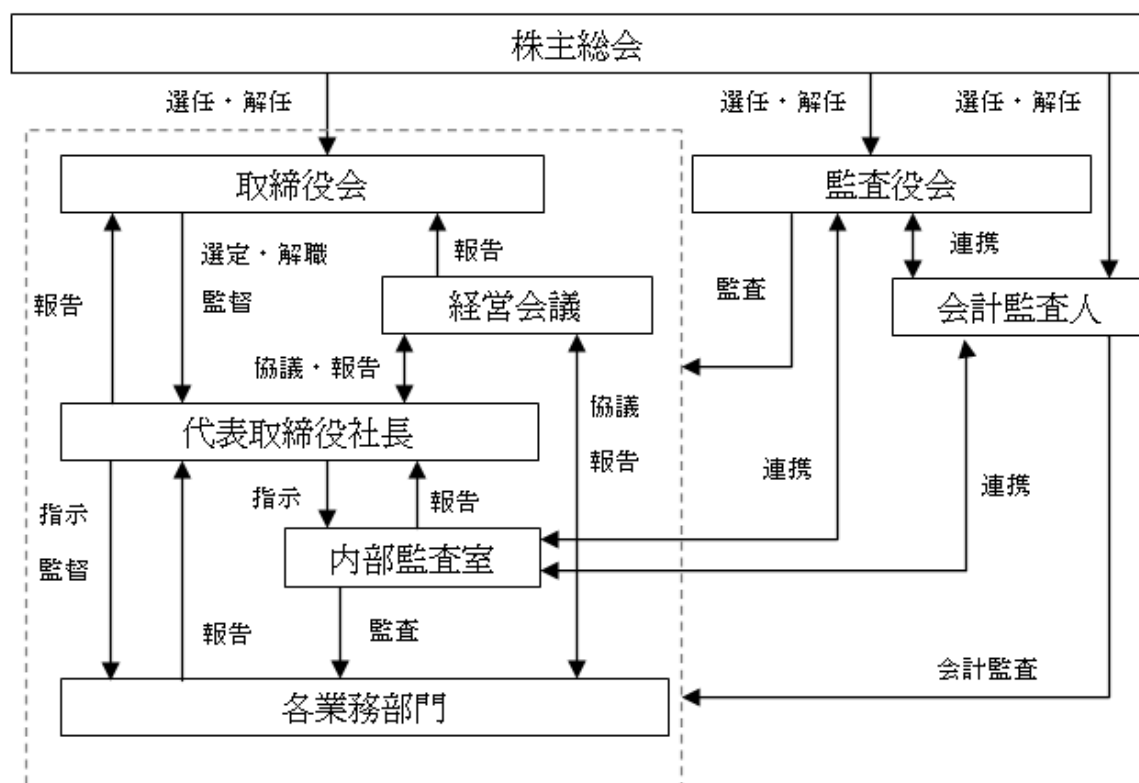 株主総会
選任・解任
選任・解任
選任・解任
取締役会
監査役会
選定・解職
監督
報告
報告
連携
監査
経営会議
会計監査人
協議・報告
協議
報告
代表取締役社長
指示
監督
指示
報告
連携
連携
内部監査室
報告
監査
会計監査
各業務部門